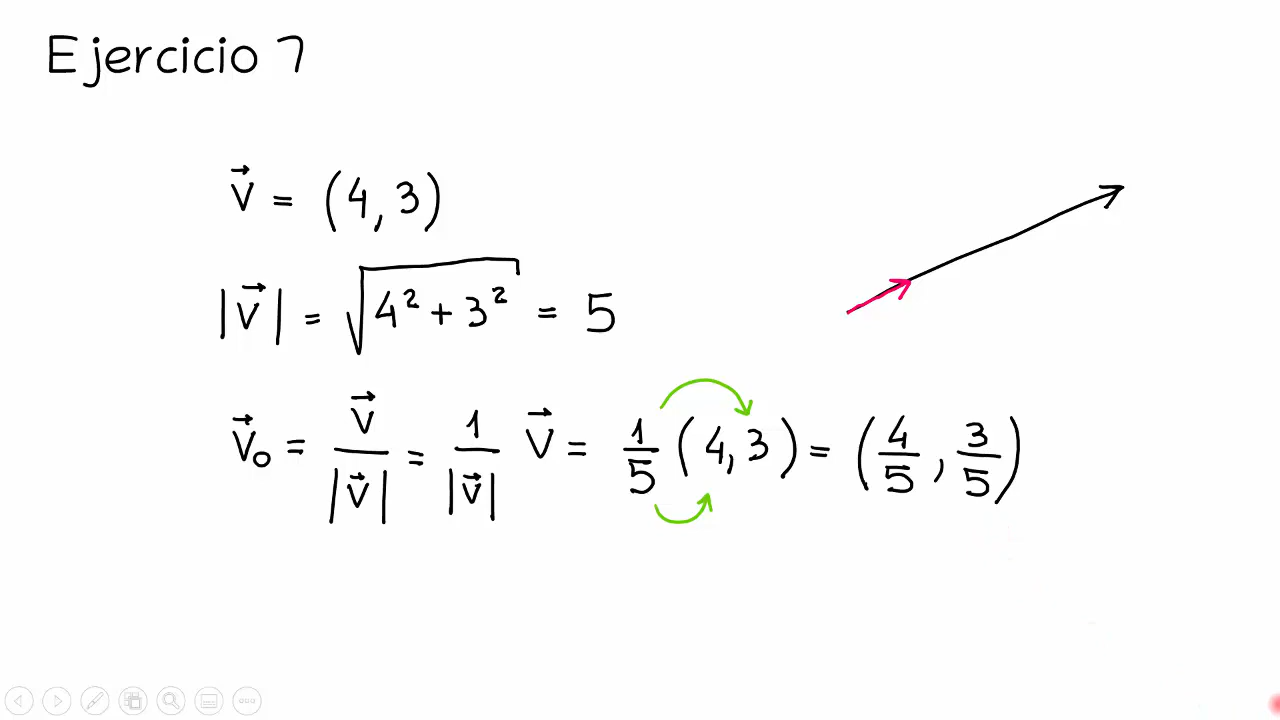 Ejercicio 7
v⃗ = (4, 3)
|v⃗| = √(4² + 3²) = 5
v⃗₀ = v⃗/|v⃗| = 1/|v⃗| v⃗ = 1/5 (4, 3) = (4/5, 3/5)